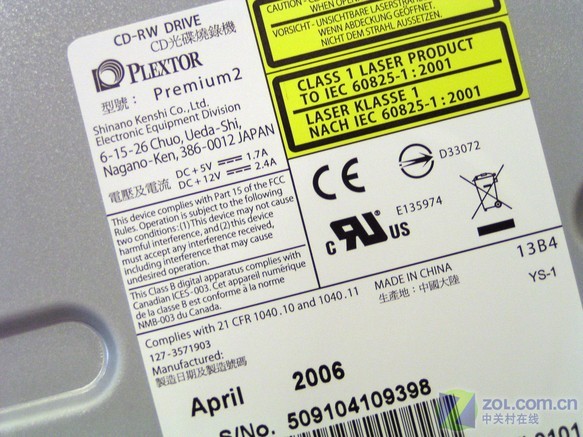 CD-RW DRIVE
CD光碟燒錄機
PLEXTOR
型號： Premium2
Shinano Kenshi Co., Ltd.
Electronic Equipment Division
6-15-26 Chuo, Ueda-Shi,
Nagano-Ken, 386-0012 JAPAN
電壓及電流 DC+5V 1.7A
DC+12V 2.4A
This device complies with Part 15 of the FCC
Rules. Operation is subject to the following
two conditions: (1) This device may not cause
harmful interference, and (2) this device
must accept any interference received,
including interference that may cause
undesired operation.
This Class B digital apparatus complies with
Canadian ICES-003. Cet appareil numérique
de la classe B est conforme à la norme
NMB-003 du Canada.
Complies with 21 CFR 1040.10 and 1040.11
127-3571903
Manufactured:
製造日期及製造號碼
April 2006
S/No. 509104109398
CAUTION-CLASS
WHEN OPEN
VORSICHT-UNSICHTBARE LASERSTRAH
WENN ABDECKUNG GEÖFFNET
NICHT DEM STRAHL AUSSETZEN.
CLASS 1 LASER PRODUCT
TO IEC 60825-1:2001
LASER KLASSE 1
NACH IEC 60825-1:2001
CE
D33072
c RU US
E135974
13B4
MADE IN CHINA
YS-1
生產地：中國大陸
zol.com.cn
中关村在线